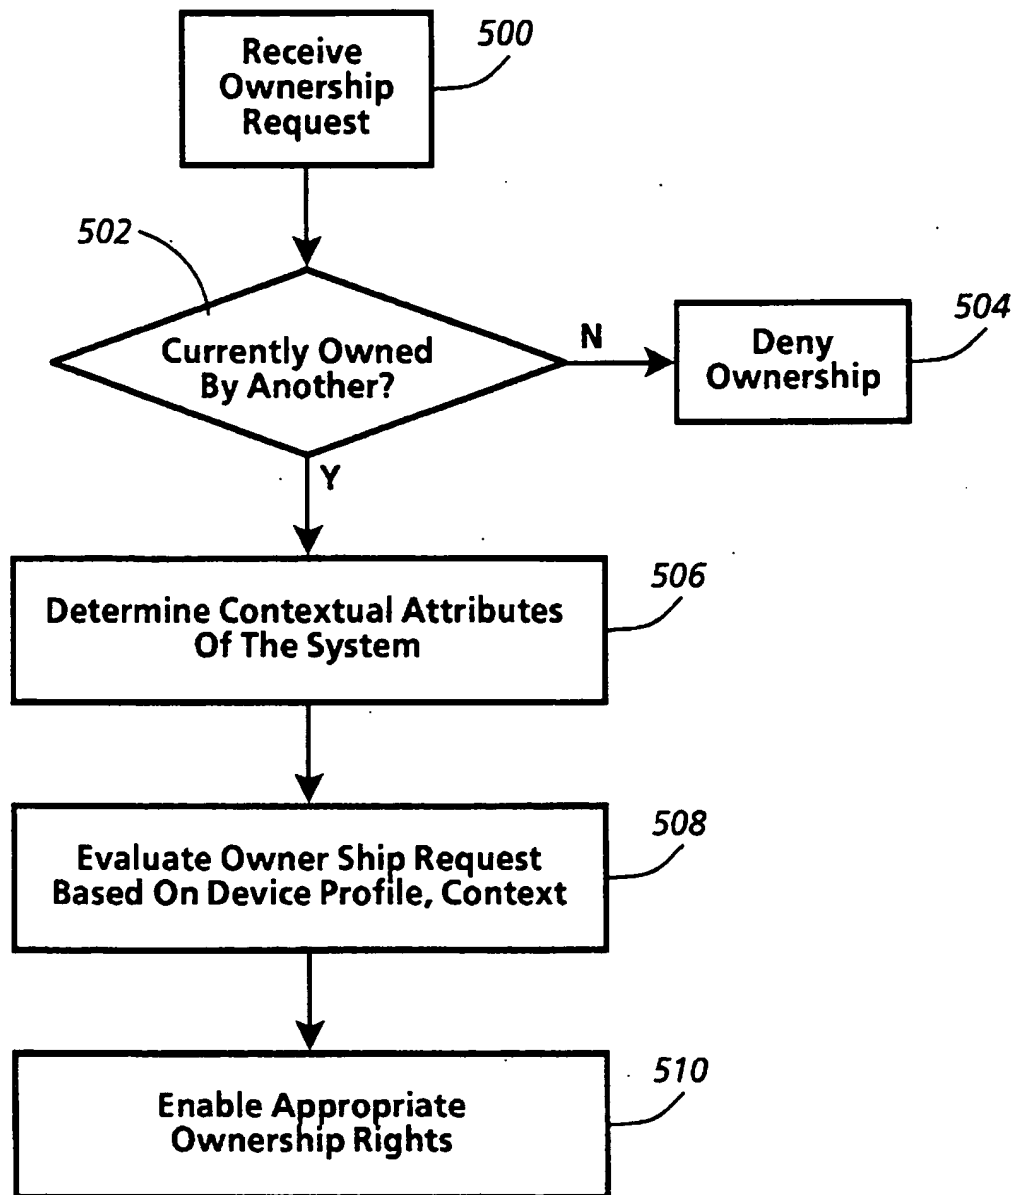 Receive
Ownership
Request
500
502
Currently Owned
By Another?
N
Deny
Ownership
504
Y
Determine Contextual Attributes
Of The System
506
Evaluate Owner Ship Request
Based On Device Profile, Context
508
Enable Appropriate
Ownership Rights
510